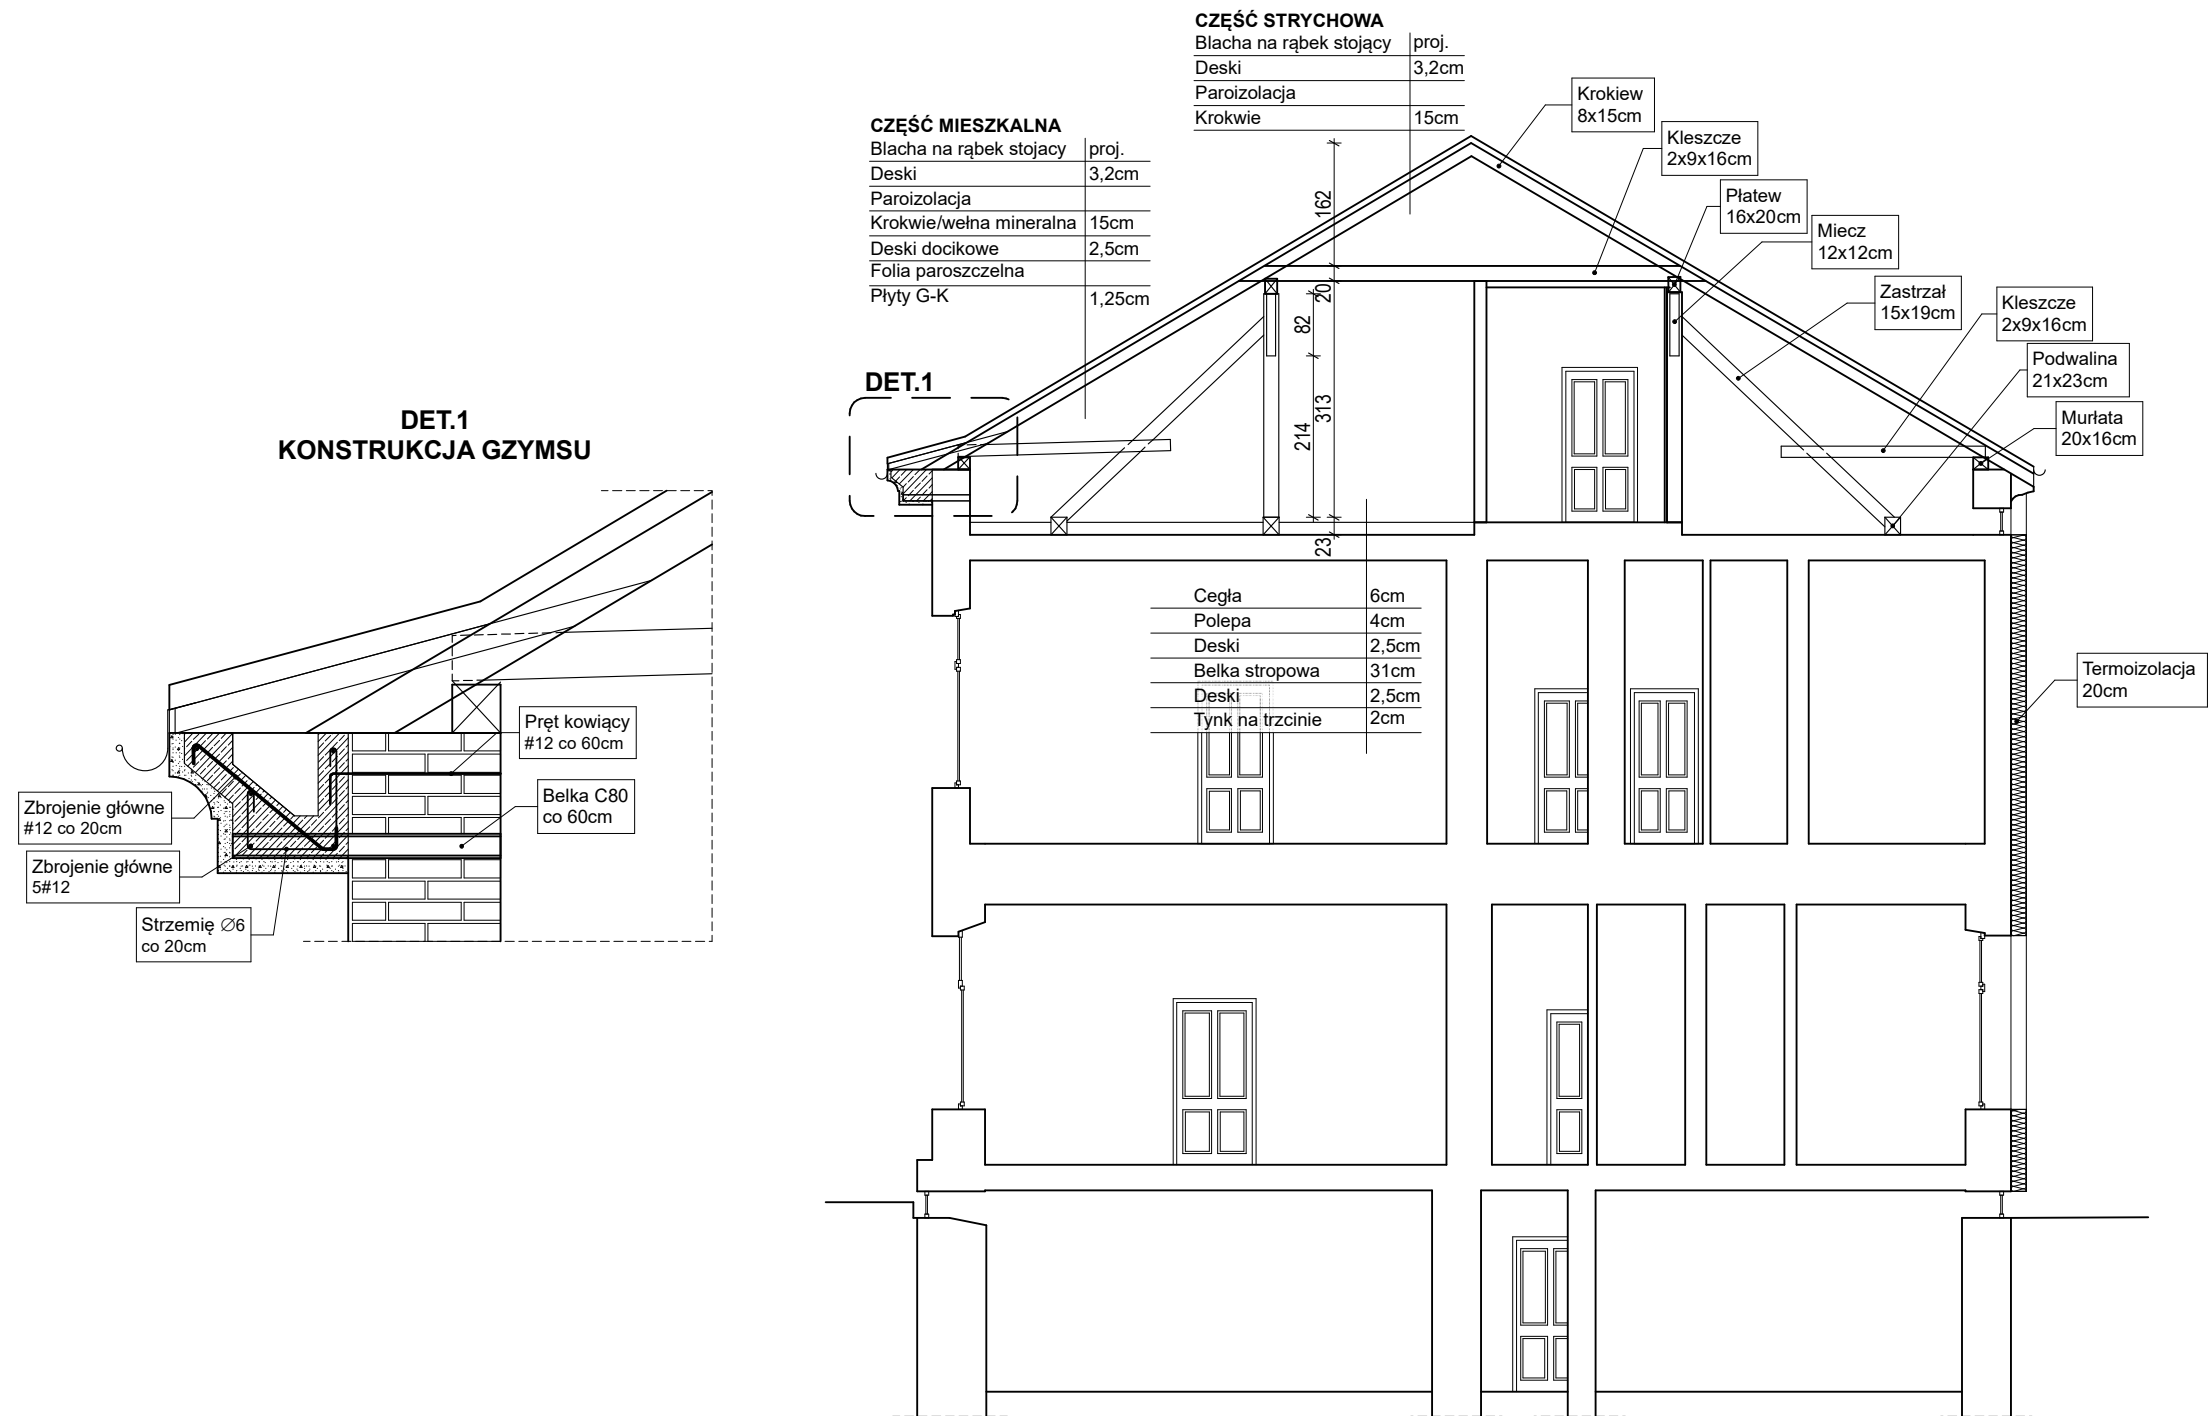 CZĘŚĆ STRYCHOWA
Blacha na rąbek stojący proj.
Deski 3,2cm
Paroizolacja
Krokwie 15cm
CZĘŚĆ MIESZKALNA
Blacha na rąbek stojacy proj.
Deski 3,2cm
Paroizolacja
Krokwie/wełna mineralna 15cm
Deski docikowe 2,5cm
Folia paroszczelna
Płyty G-K 1,25cm
Krokiew
8x15cm
Kleszcze
2x9x16cm
Płatew
16x20cm
Miecz
12x12cm
Zastrzał
15x19cm
Kleszcze
2x9x16cm
Podwalina
21x23cm
Murłata
20x16cm
162
20
82
313
214
23
DET.1
DET.1
KONSTRUKCJA GZYMSU
Pręt kowiący
#12 co 60cm
Belka C80
co 60cm
Zbrojenie główne
#12 co 20cm
Zbrojenie główne
5#12
Strzemię ∅6
co 20cm
Cegła 6cm
Polepa 4cm
Deski 2,5cm
Belka stropowa 31cm
Deski 2,5cm
Tynk na trzcinie 2cm
Termoizolacja
20cm